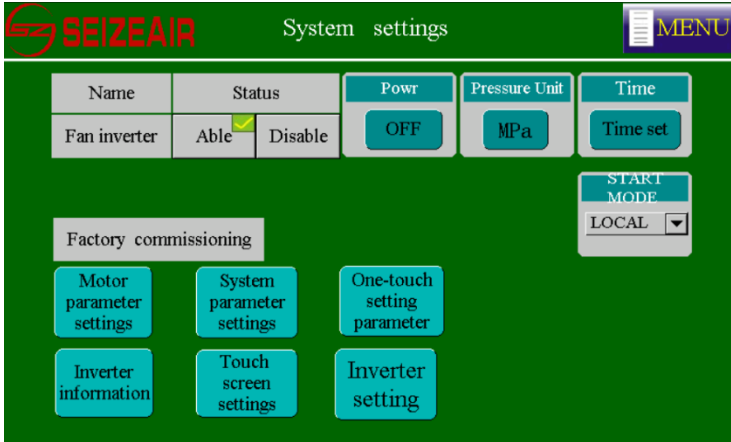 SEIZEAIR
System settings
MENU
Name
Status
Powr
Pressure Unit
Time
Fan inverter
Able
Disable
OFF
MPa
Time set
START
MODE
LOCAL
Factory commissioning
Motor
parameter
settings
System
parameter
settings
One-touch
setting
parameter
Inverter
information
Touch
screen
settings
Inverter
setting